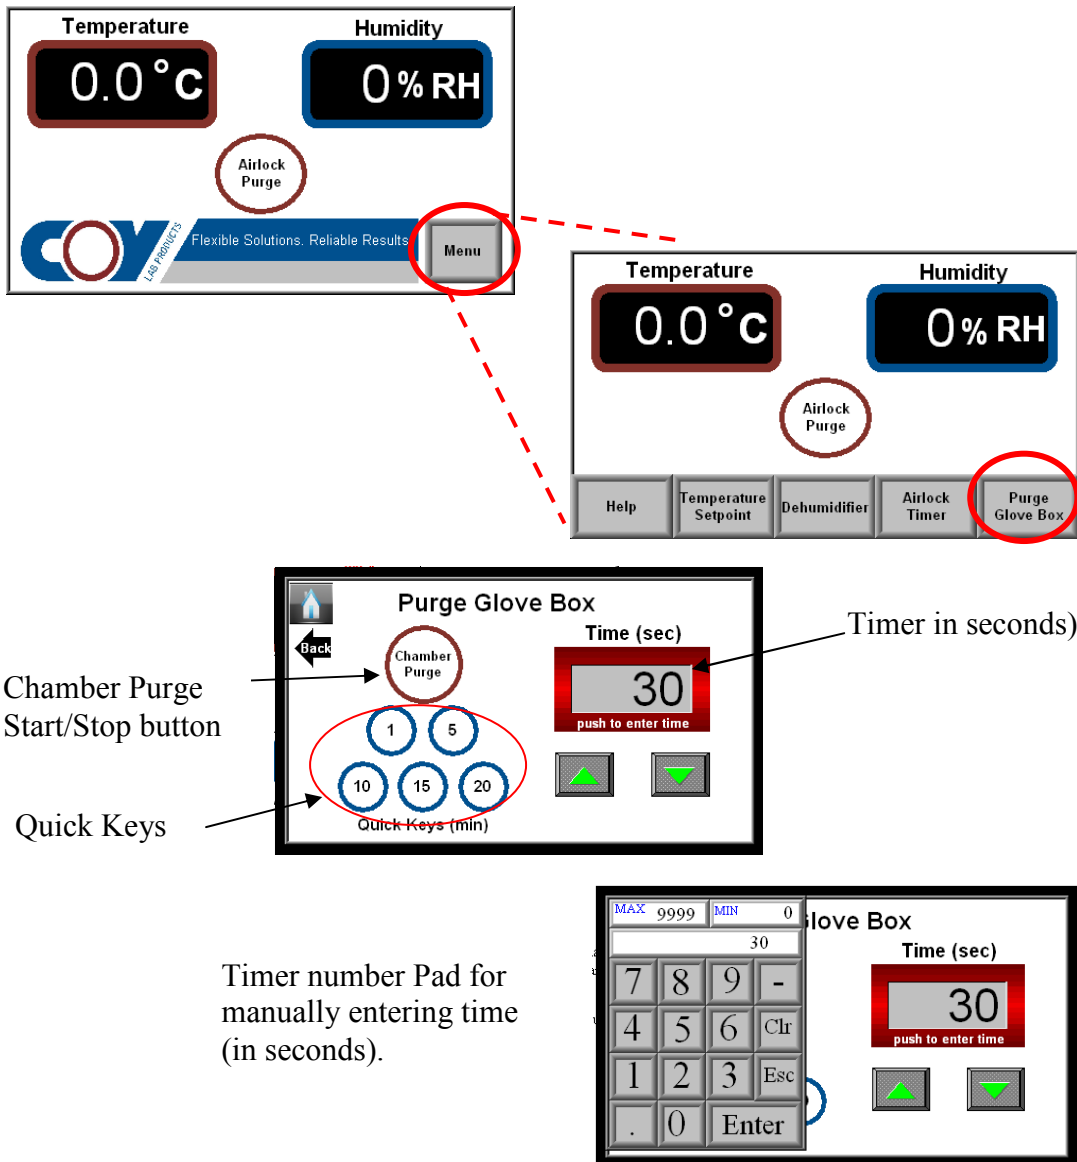 Temperature Humidity
0.0 °C 0 % RH
Airlock
Purge
COY LAB PRODUCTS Flexible Solutions. Reliable Results
Menu
Temperature Humidity
0.0 °C 0 % RH
Airlock
Purge
Help
Temperature
Setpoint
Dehumidifier
Airlock
Timer
Purge
Glove Box
Purge Glove Box
Back
Chamber
Purge
1 5
10 15 20
Quick Keys (min)
Time (sec)
30
push to enter time
Timer in seconds)
Chamber Purge
Start/Stop button
Quick Keys
Timer number Pad for
manually entering time
(in seconds).
MAX 9999 MIN 0
30
7 8 9 -
4 5 6 Clr
1 2 3 Esc
. 0 Enter
Glove Box
Time (sec)
30
push to enter time